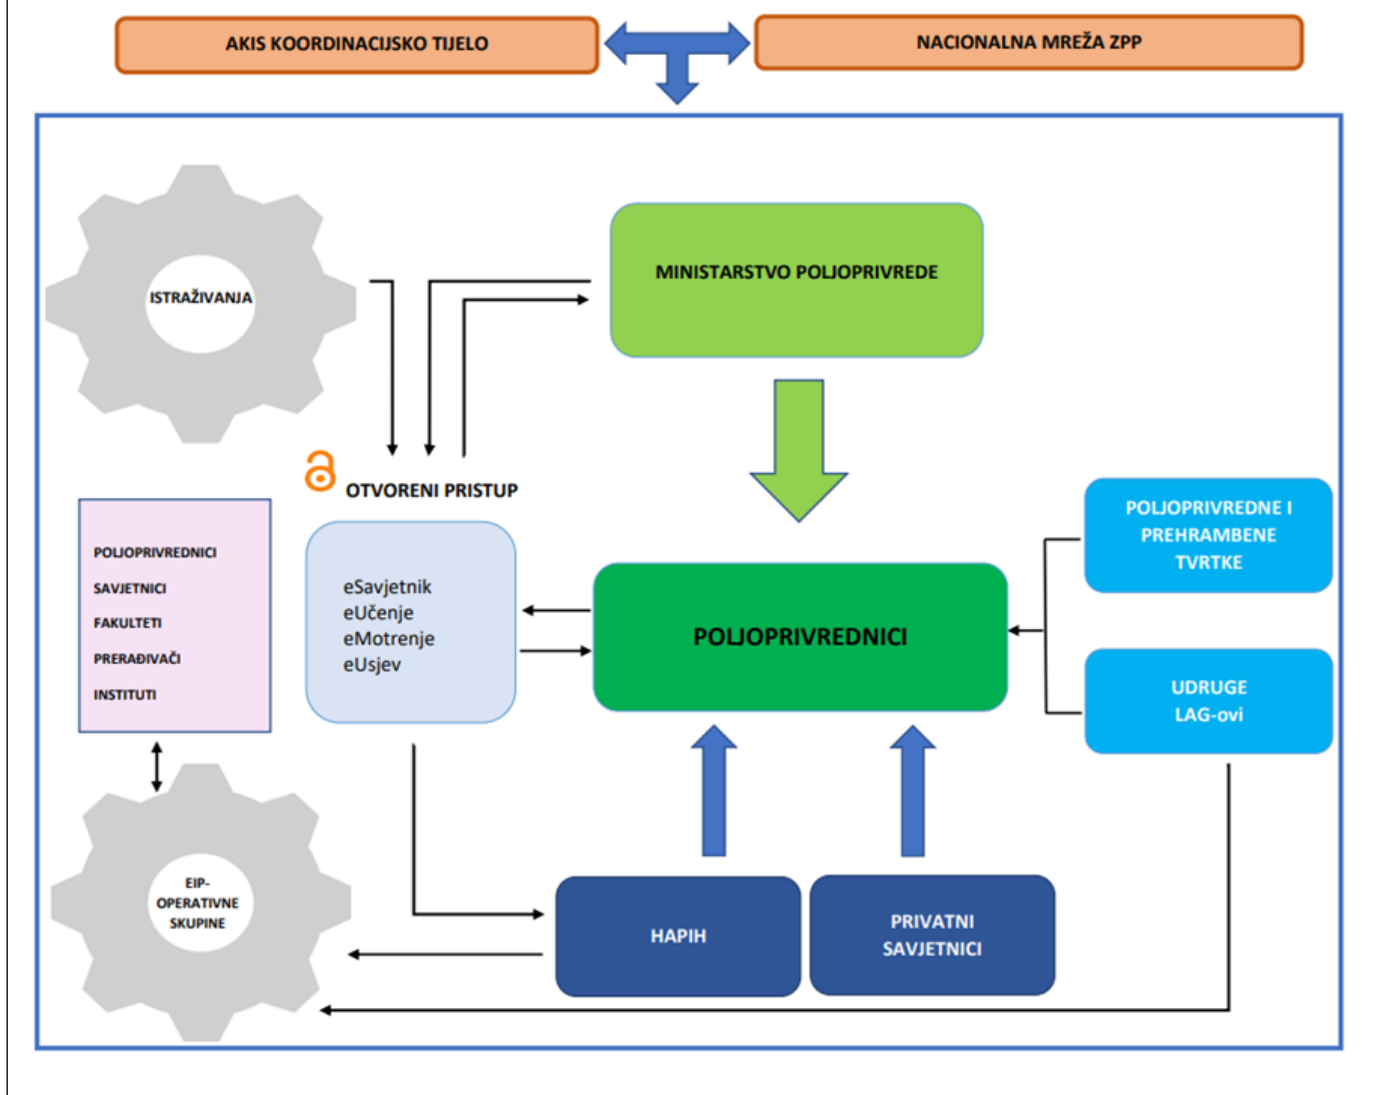 AKIS KOORDINACIJSKO TIJELO
NACIONALNA MREŽA ZPP
ISTRAŽIVANJA
MINISTARSTVO POLJOPRIVREDE
OTVORENI PRISTUP
POLJOPRIVREDNICI
SAVJETNICI
FAKULTETI
PRERAĐIVAČI
INSTITUTI
eSavjetnik
eUčenje
eMotrenje
eUsjev
POLJOPRIVREDNICI
POLJOPRIVREDNE I
PREHRAMBENE
TVRTKE
UDRUGE
LAG-ovi
EIP-
OPERATIVNE
SKUPINE
HAPIH
PRIVATNI
SAVJETNICI